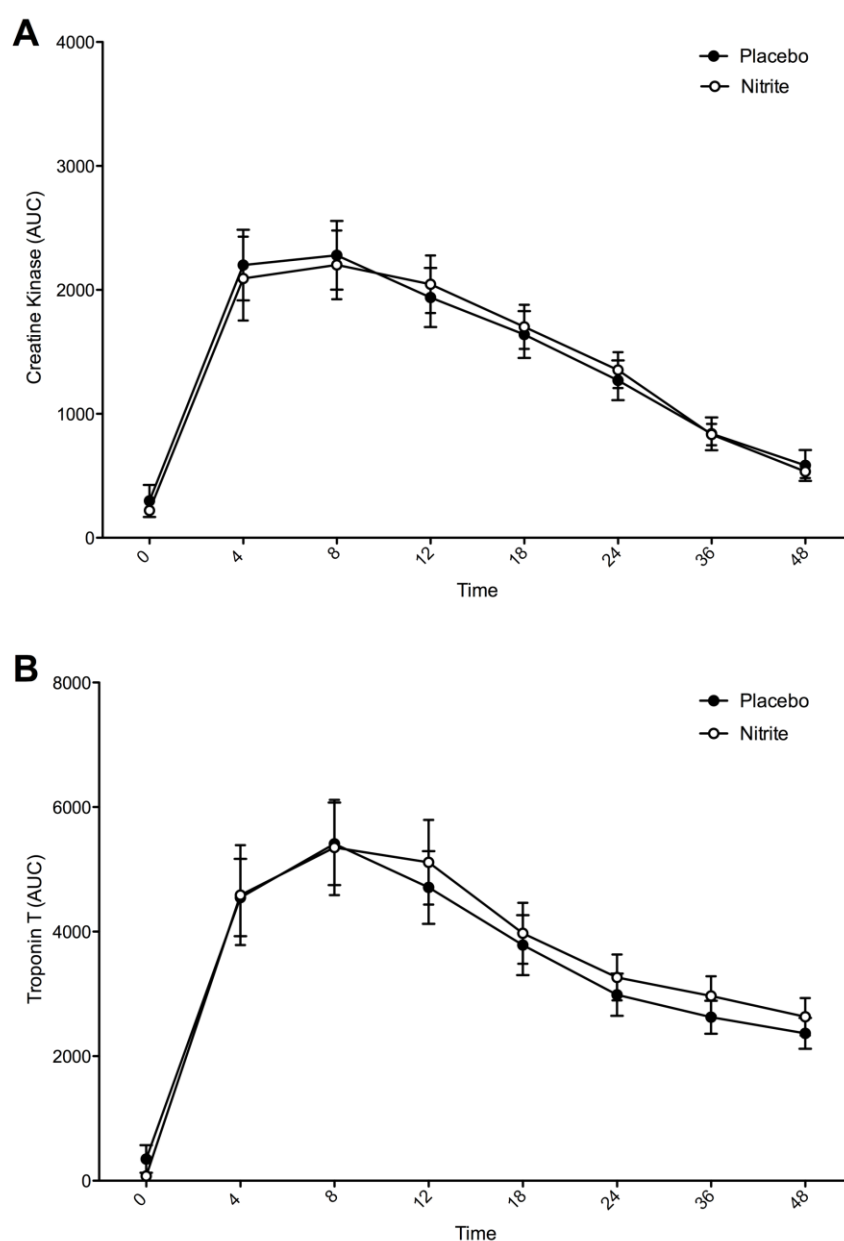 A
4000
3000
2000
1000
0
Creatine Kinase (AUC)
Placebo
Nitrite
0 4 8 12 18 24 36 48
Time
B
8000
6000
4000
2000
0
Troponin T (AUC)
Placebo
Nitrite
0 4 8 12 18 24 36 48
Time